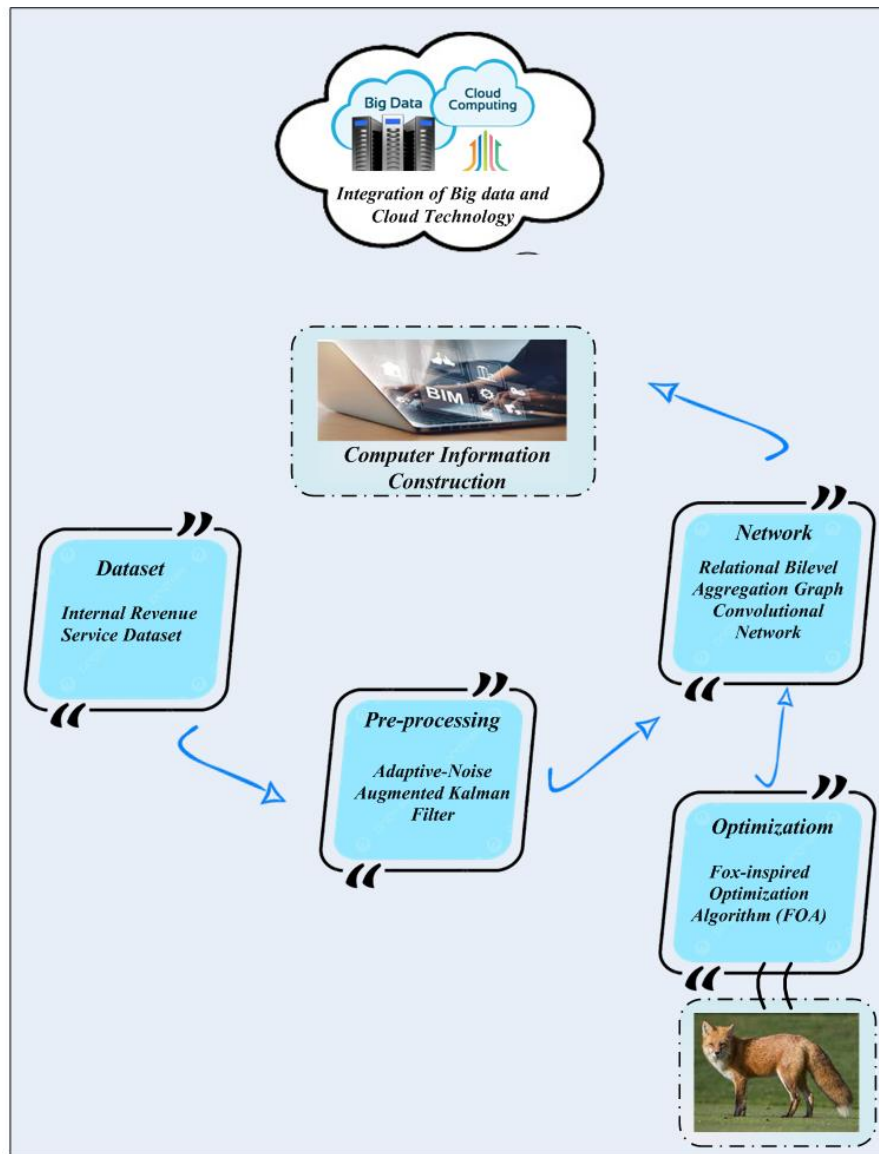 Big Data
Cloud
Computing
Integration of Big data and
Cloud Technology
BIM
Computer Information
Construction
Dataset
Internal Revenue
Service Dataset
Pre-processing
Adaptive-Noise
Augmented Kalman
Filter
Network
Relational Bilevel
Aggregation Graph
Convolutional
Network
Optimizatiom
Fox-inspired
Optimization
Algorithm (FOA)